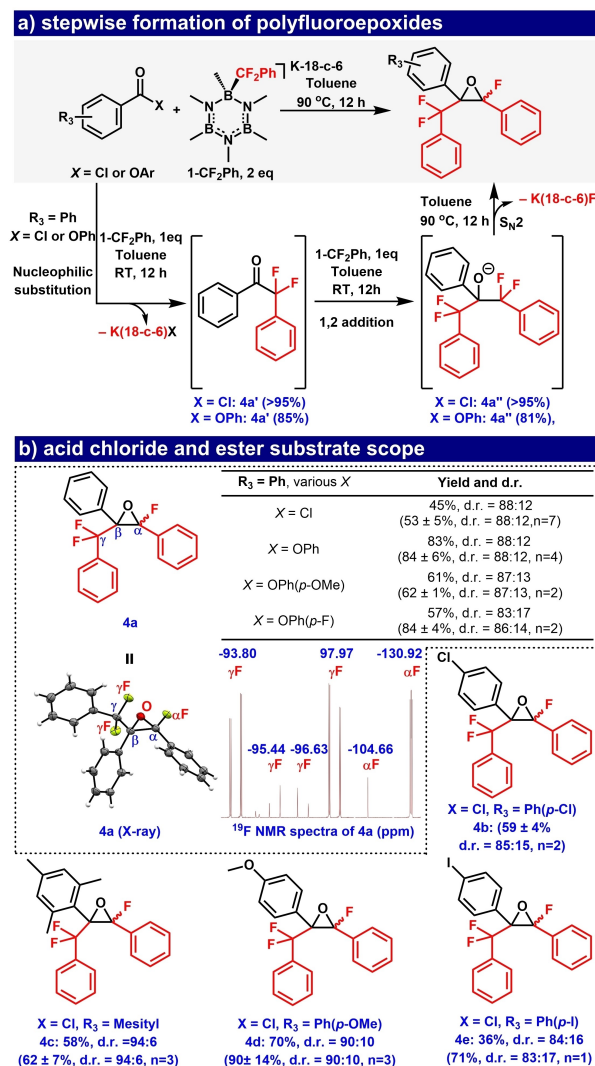 a) stepwise formation of polyfluoroepoxides
R3
O
X
+
CF2Ph
B
N
N
B
B
N
K-18-c-6
Toluene
90 °C, 12 h
R3
O
F
F
F
X = Cl or OAr
1-CF2Ph, 2 eq
R3 = Ph
X = Cl or OPh
Nucleophilic
substitution
1-CF2Ph, 1eq
Toluene
RT, 12 h
– K(18-c-6)X
O
F
F
1-CF2Ph, 1eq
Toluene
RT, 12h
1,2 addition
Toluene
90 °C, 12 h
– K(18-c-6)F
SN2
O
F
F
F
F
X = Cl: 4a' (>95%)
X = OPh: 4a' (85%)
X = Cl: 4a'' (>95%)
X = OPh: 4a'' (81%),
b) acid chloride and ester substrate scope
O
F
F
F
γ
β
α
4a
R3 = Ph, various X
Yield and d.r.
X = Cl
45%, d.r. = 88:12
(53 ± 5%, d.r. = 88:12,n=7)
X = OPh
83%, d.r. = 88:12
(84 ± 6%, d.r. = 88:12, n=4)
X = OPh(p-OMe)
61%, d.r. = 87:13
(62 ± 1%, d.r. = 87:13, n=2)
X = OPh(p-F)
57%, d.r. = 83:17
(84 ± 4%, d.r. = 86:14, n=2)
=
γF
γ
O
αF
γF
β
α
4a (X-ray)
-93.80
γF
97.97
γF
-130.92
αF
-95.44
γF
-96.63
γF
-104.66
αF
19F NMR spectra of 4a (ppm)
Cl
O
F
F
F
X = Cl, R3 = Ph(p-Cl)
4b: (59 ± 4%
d.r. = 85:15, n=2)
O
F
F
F
X = Cl, R3 = Mesityl
4c: 58%, d.r. =94:6
(62 ± 7%, d.r. = 94:6, n=3)
O
O
F
F
F
X = Cl, R3 = Ph(p-OMe)
4d: 70%, d.r. = 90:10
(90± 14%, d.r. = 90:10, n=3)
I
O
F
F
F
X = Cl, R3 = Ph(p-I)
4e: 36%, d.r. = 84:16
(71%, d.r. = 83:17, n=1)